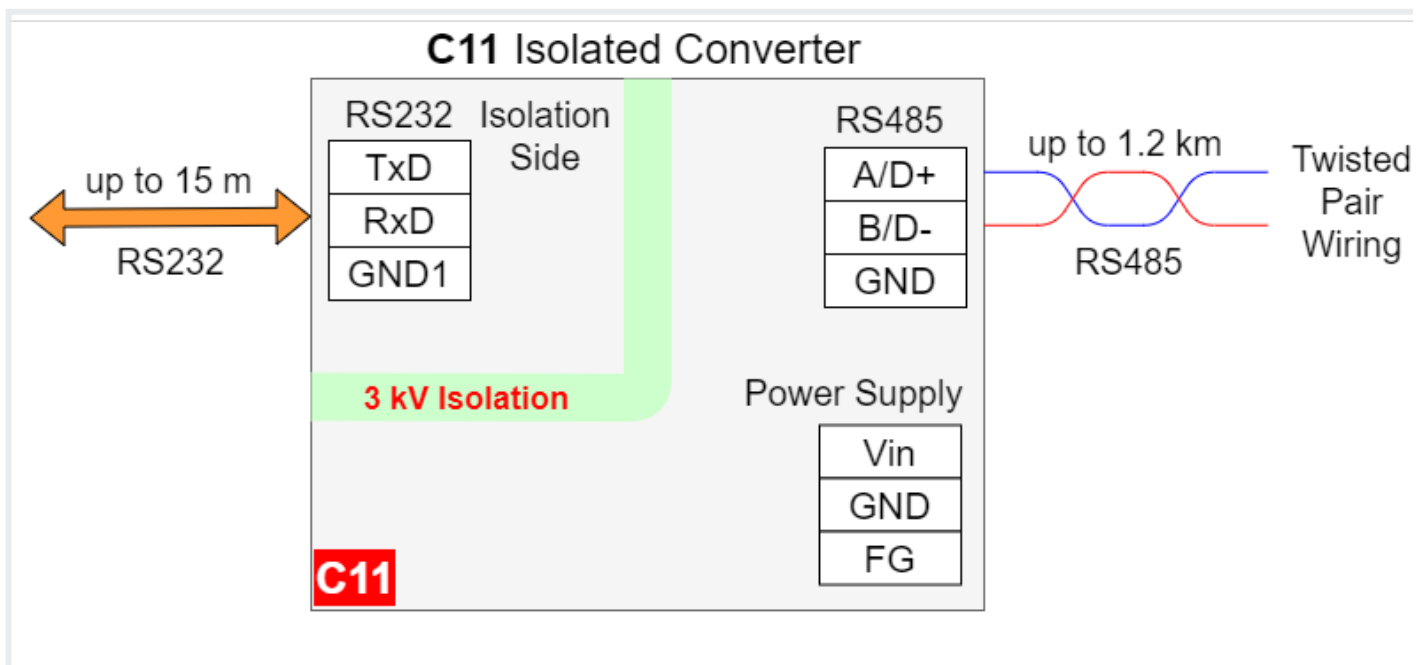 C11 Isolated Converter
RS232
Isolation
Side
TxD
RxD
GND1
up to 15 m
RS232
3 kV Isolation
RS485
A/D+
B/D-
GND
up to 1.2 km
RS485
Twisted
Pair
Wiring
Power Supply
Vin
GND
FG
C11